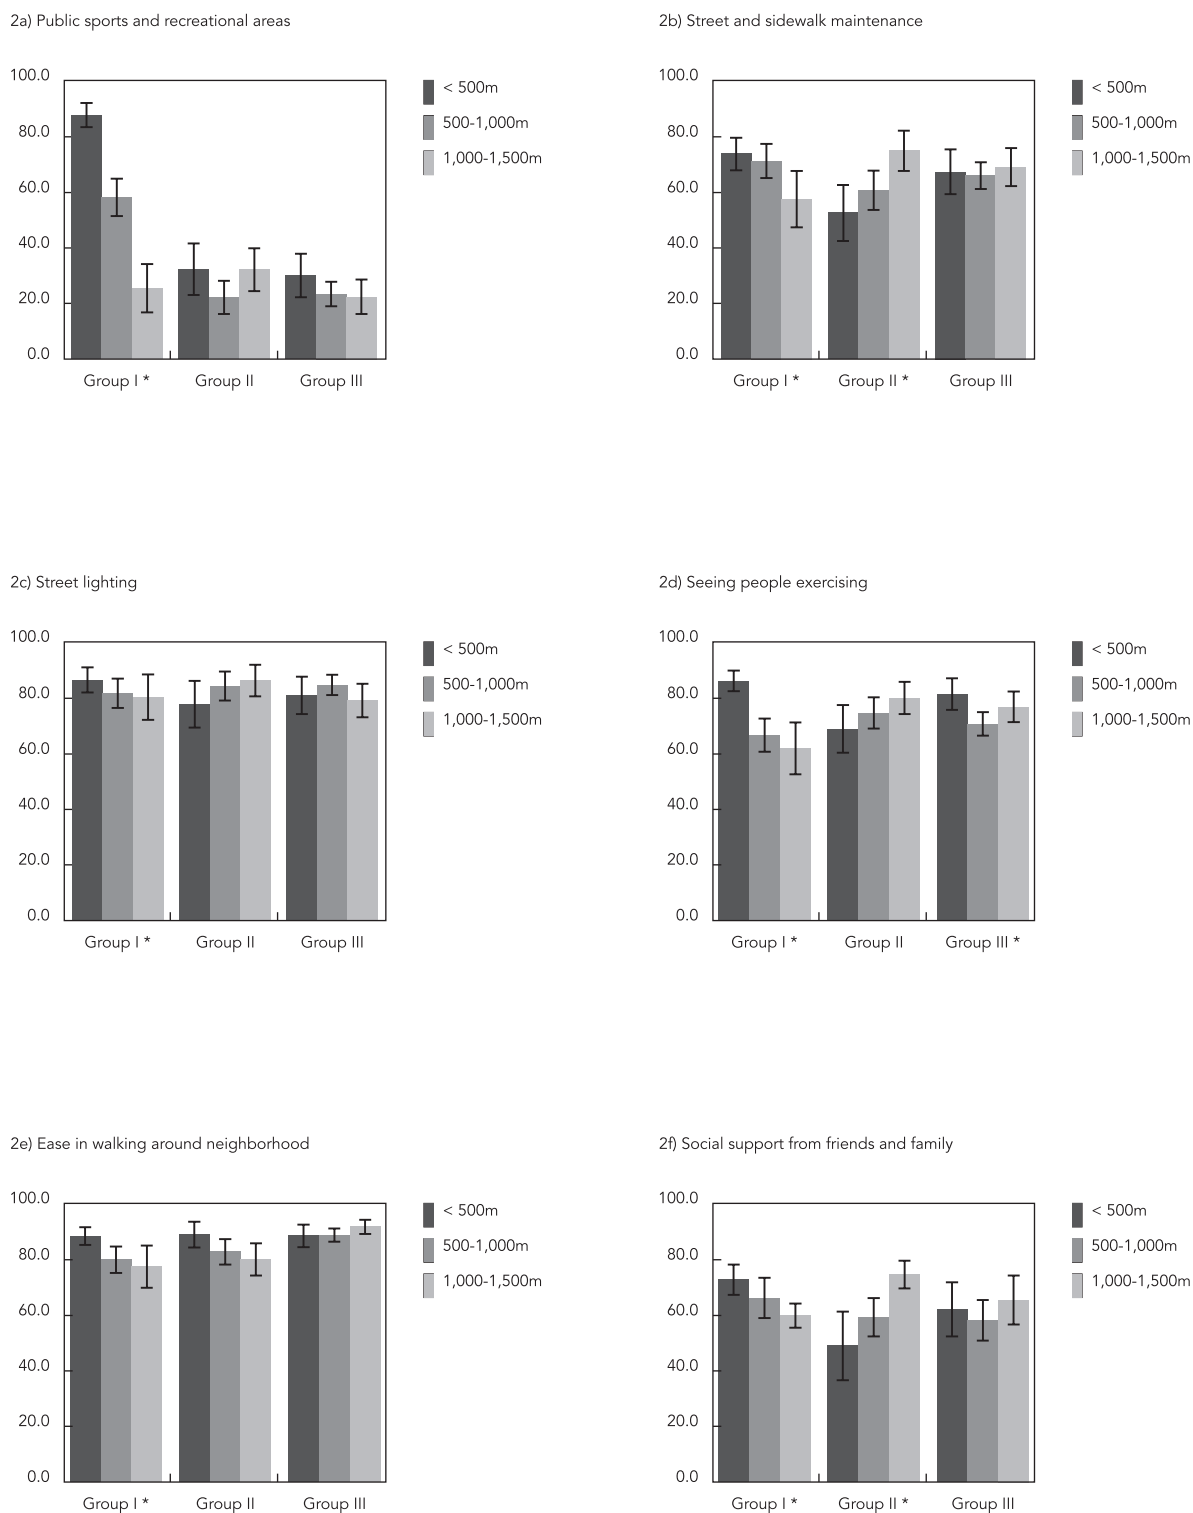 2a) Public sports and recreational areas
100.0
80.0
60.0
40.0
20.0
0.0
Group I *
Group II
Group III
< 500m
500-1,000m
1,000-1,500m
2b) Street and sidewalk maintenance
100.0
80.0
60.0
40.0
20.0
0.0
Group I *
Group II *
Group III
< 500m
500-1,000m
1,000-1,500m
2c) Street lighting
100.0
80.0
60.0
40.0
20.0
0.0
Group I *
Group II
Group III
< 500m
500-1,000m
1,000-1,500m
2d) Seeing people exercising
100.0
80.0
60.0
40.0
20.0
0.0
Group I *
Group II
Group III *
< 500m
500-1,000m
1,000-1,500m
2e) Ease in walking around neighborhood
100.0
80.0
60.0
40.0
20.0
0.0
Group I *
Group II
Group III
< 500m
500-1,000m
1,000-1,500m
2f) Social support from friends and family
100.0
80.0
60.0
40.0
20.0
0.0
Group I *
Group II *
Group III
< 500m
500-1,000m
1,000-1,500m